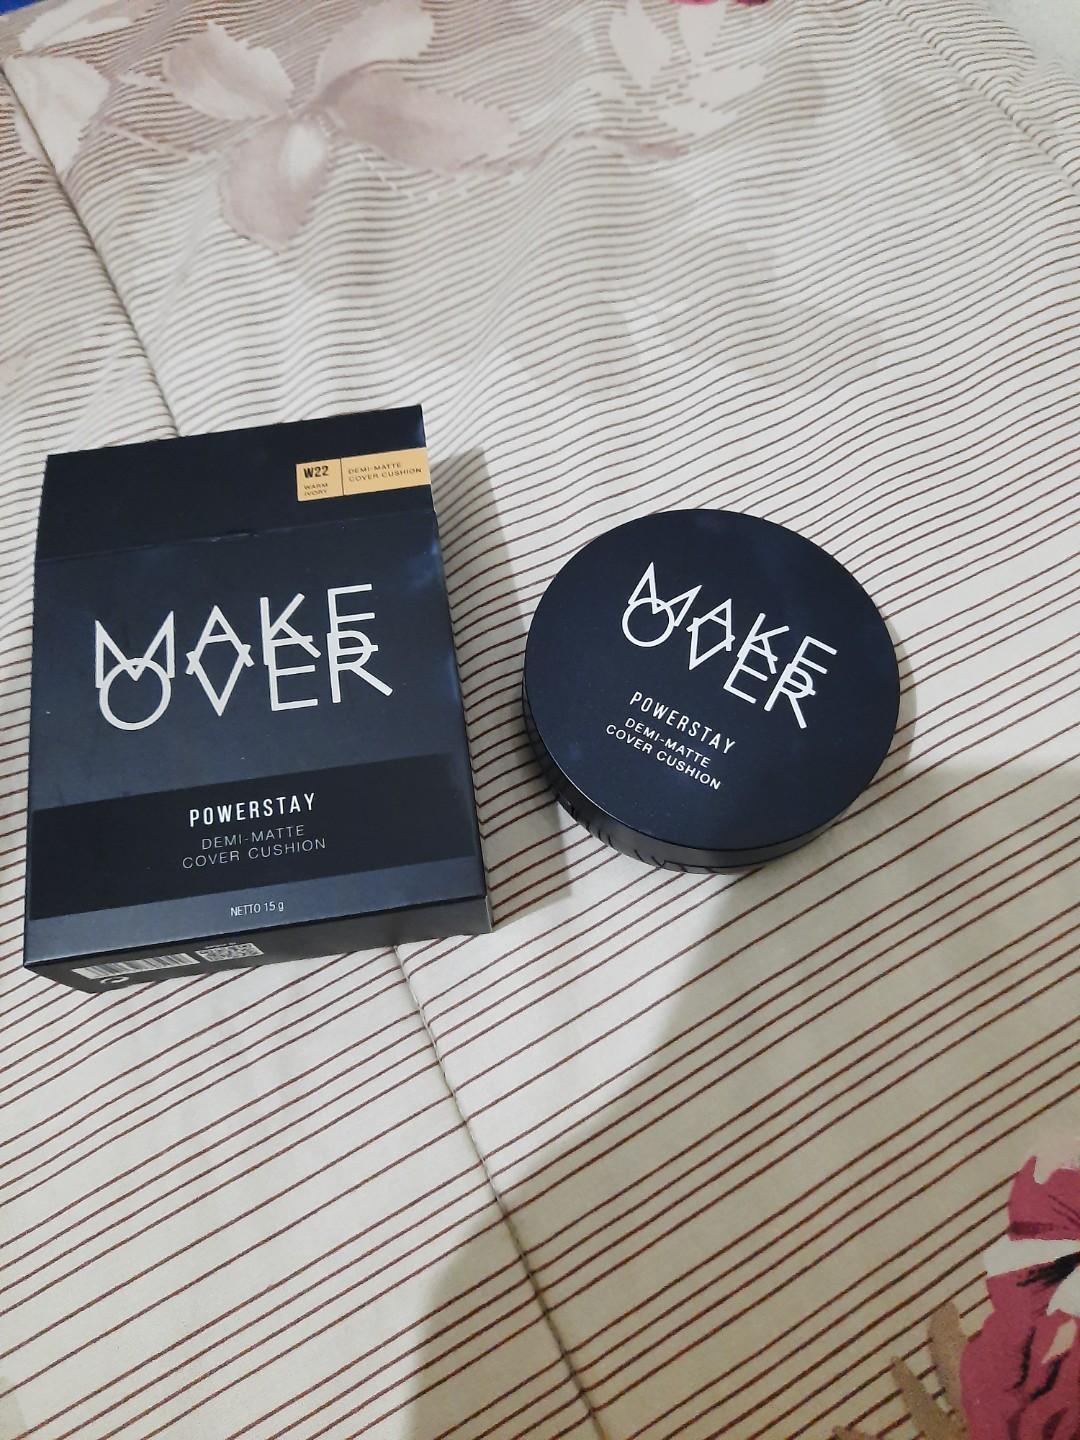 W22
WARM
IVORY
DEMI-MATTE
COVER CUSHION
MAKE
OVER
POWERSTAY
DEMI-MATTE
COVER CUSHION
NETTO 15 g
MAKE
OVER
POWERSTAY
DEMI-MATTE
COVER CUSHION